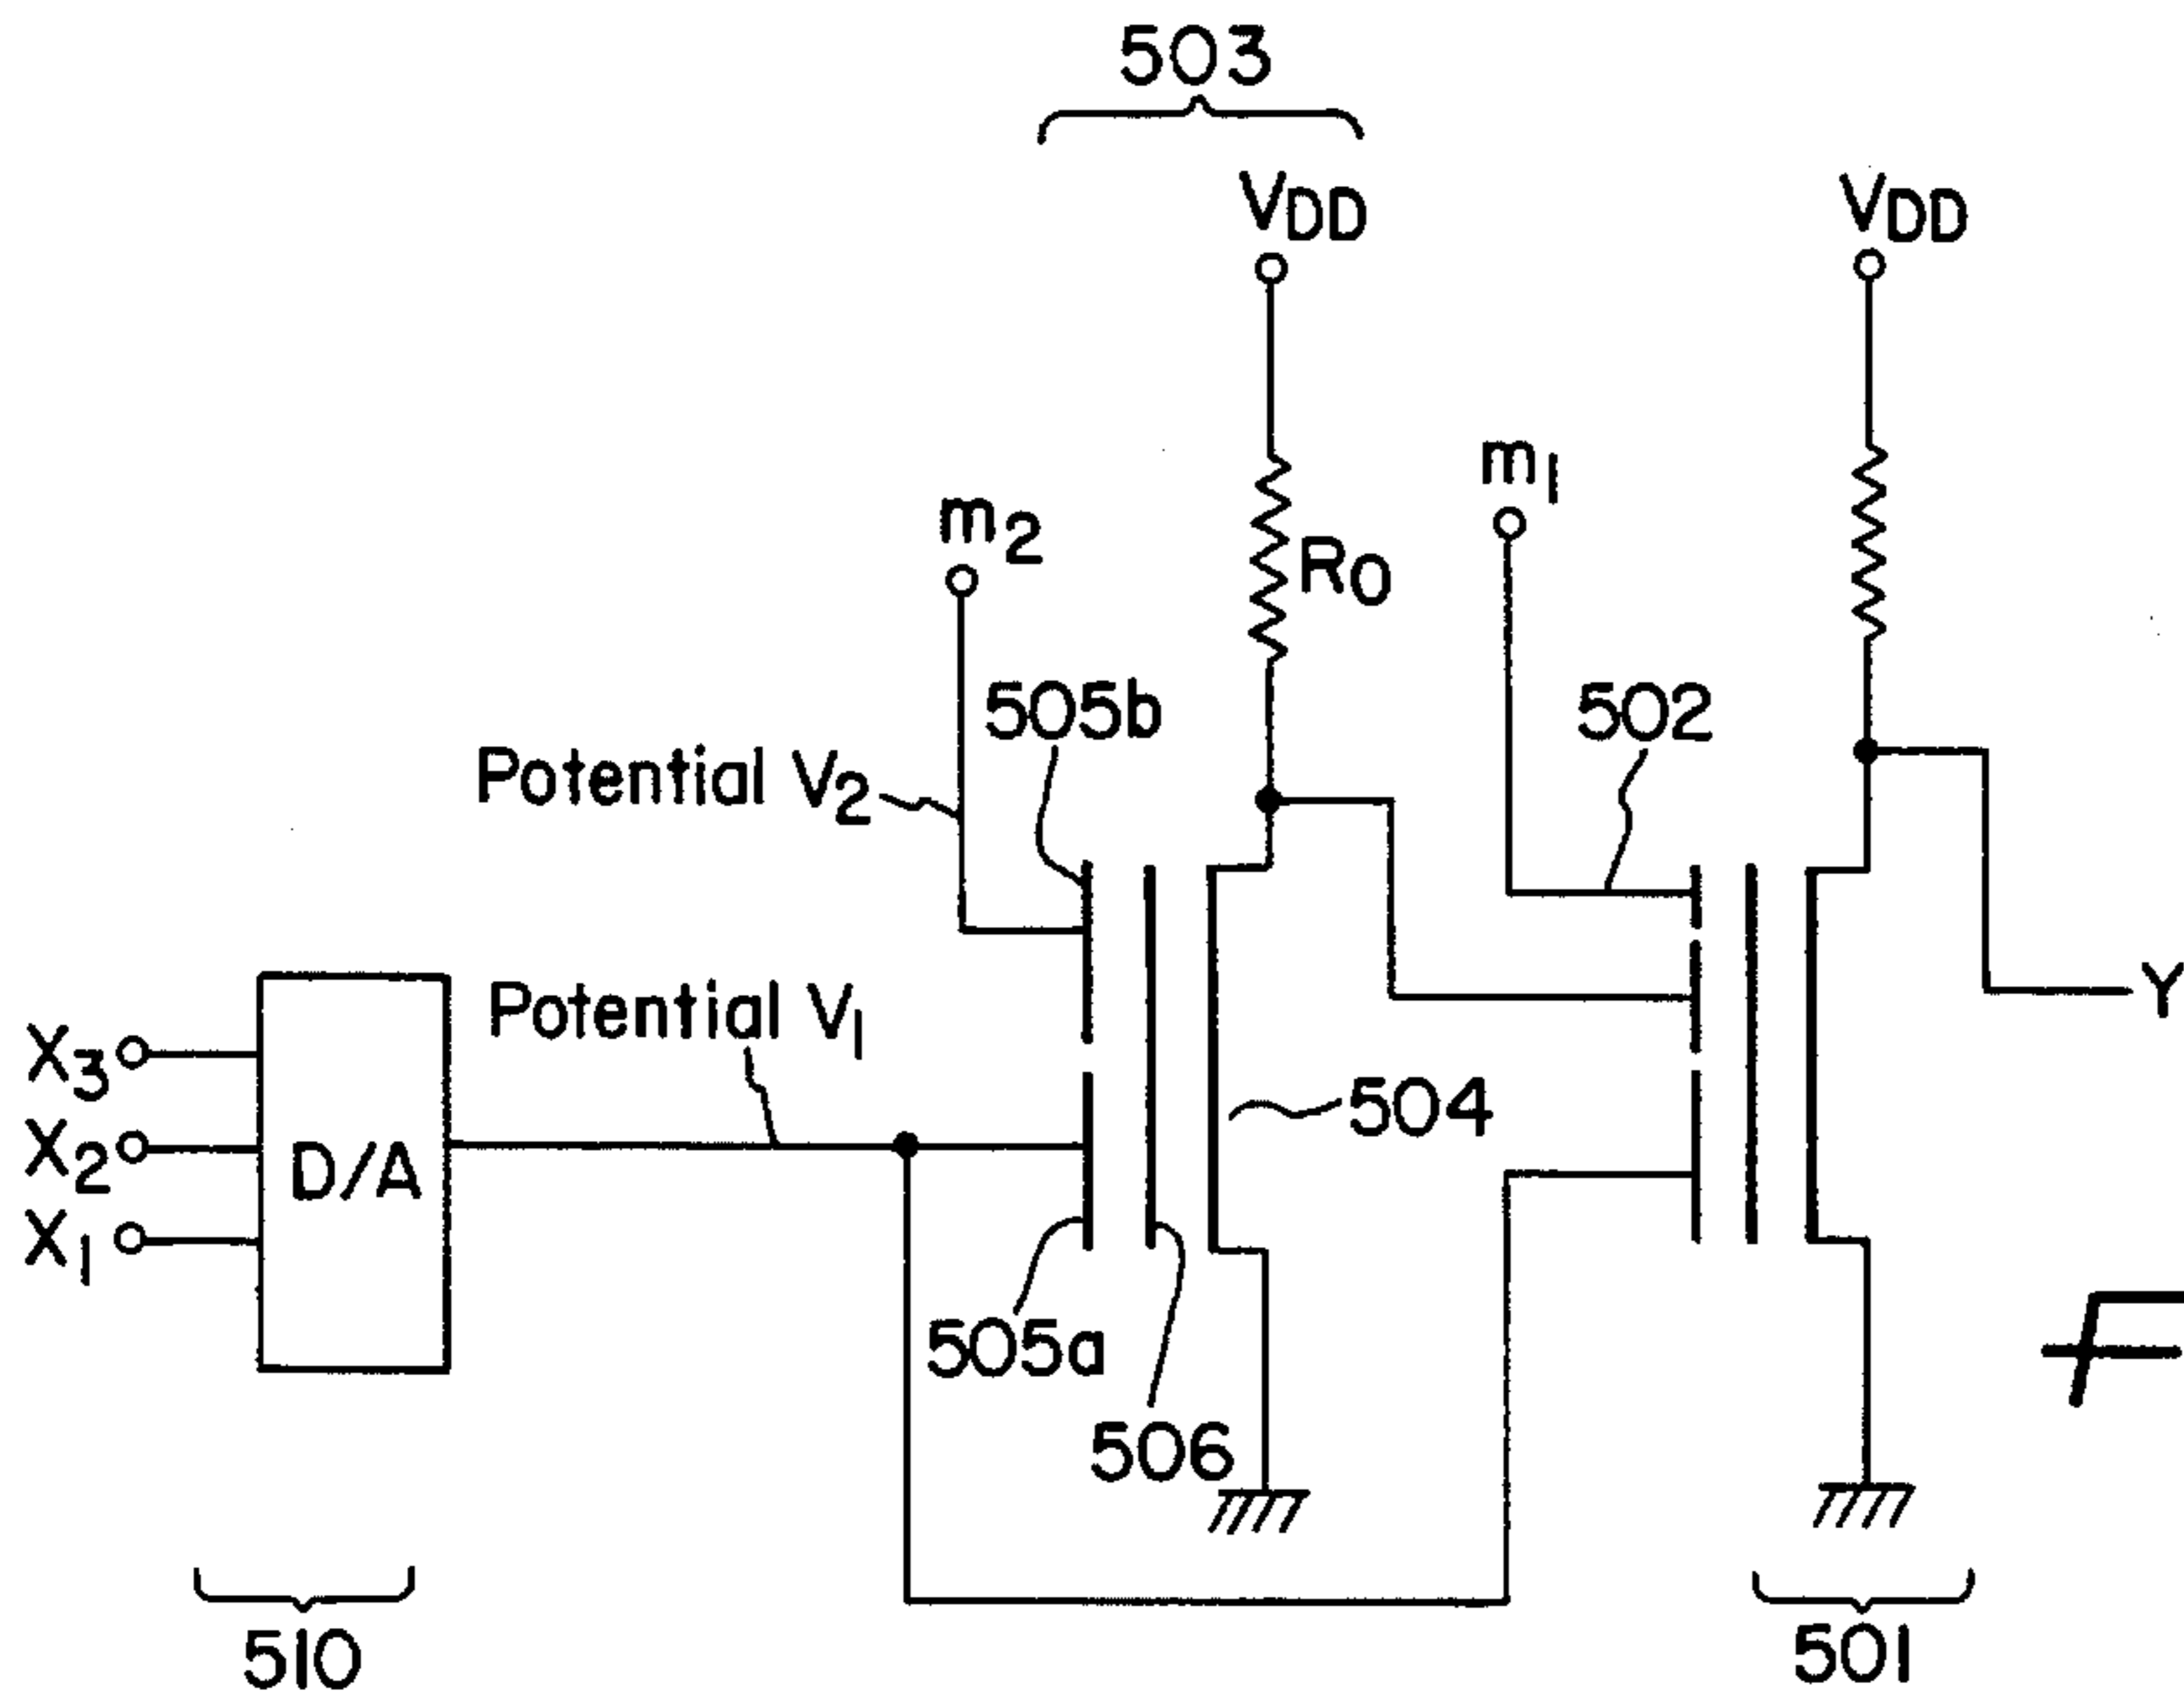 503
VDD
VDD
m1
m2
R0
505b
502
Potential V2
Potential V1
Y
X3
X2
X1
D/A
504
505a
506
510
501